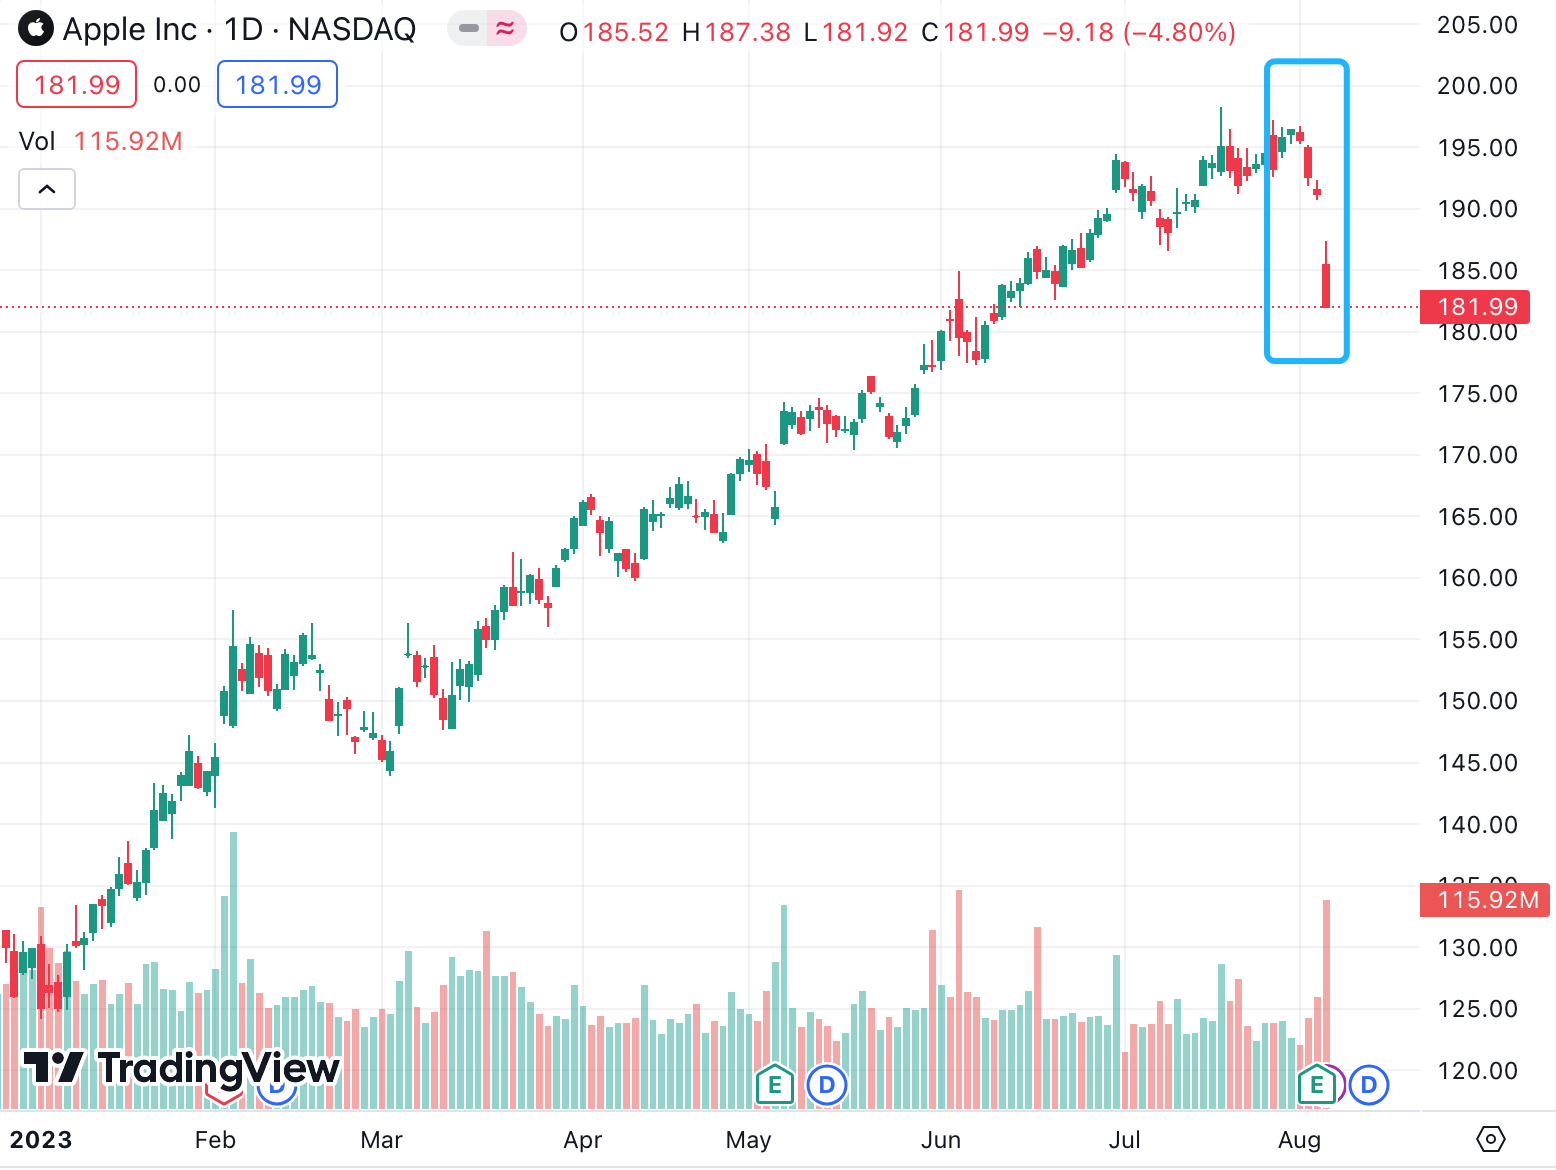 Apple Inc · 1D · NASDAQ
O185.52 H187.38 L181.92 C181.99 −9.18 (−4.80%)
181.99 0.00 181.99
Vol 115.92M
205.00
200.00
195.00
190.00
185.00
181.99
180.00
175.00
170.00
165.00
160.00
155.00
150.00
145.00
140.00
115.92M
130.00
125.00
120.00
TradingView
D E D E D
2023 Feb Mar Apr May Jun Jul Aug